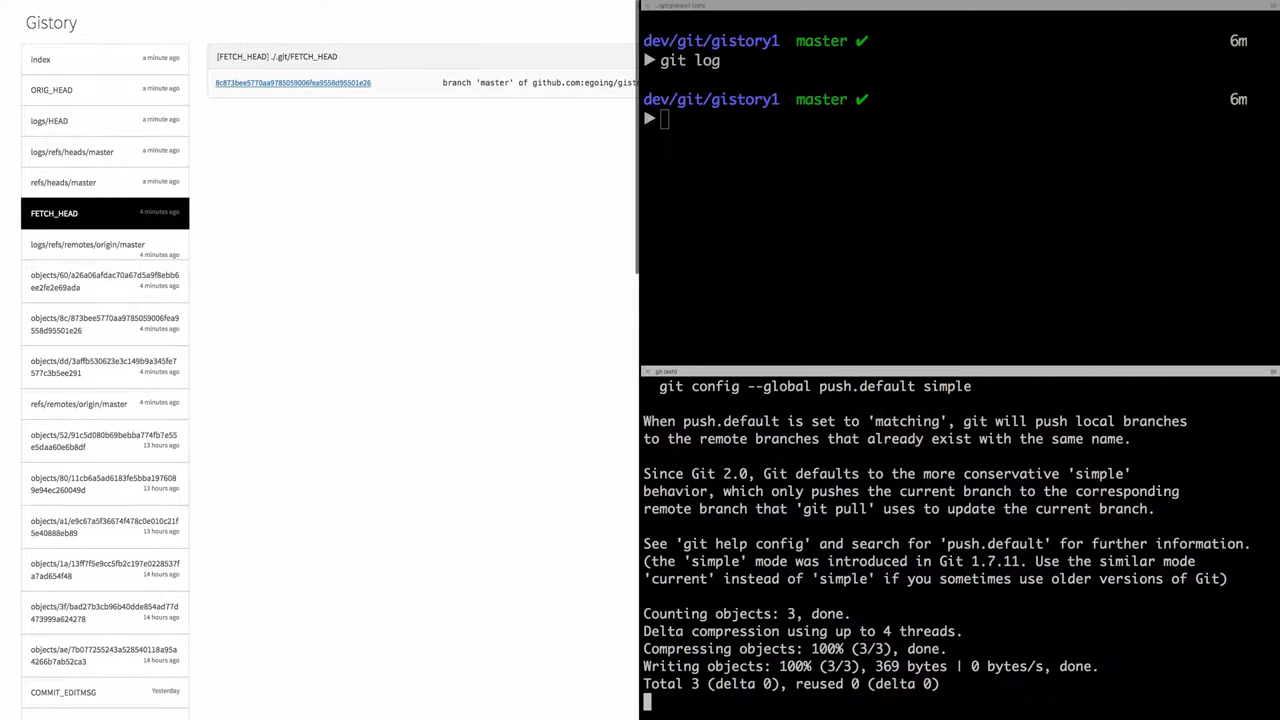 Gistory
index
a minute ago
ORIG_HEAD
a minute ago
logs/HEAD
a minute ago
logs/refs/heads/master
a minute ago
refs/heads/master
a minute ago
FETCH_HEAD
4 minutes ago
logs/refs/remotes/origin/master
4 minutes ago
objects/60/a26a06afdac70a67d5a9f8ebb6
ee2fe2e69ada
4 minutes ago
objects/8c/873bee5770aa9785059006fea9
558d95501e26
4 minutes ago
objects/dd/3affb530623e3c149b9a345fe7
577c3b5ee291
4 minutes ago
refs/remotes/origin/master
4 minutes ago
objects/52/91c5d080b69bebba774fb7e55
e5daa60e6b8df
13 hours ago
objects/80/11cb6a5ad6183fe5bba197608
9e94ec260049d
13 hours ago
objects/a1/e9c67a5f36674f478c0e010c21f
5e40888eb89
13 hours ago
objects/1a/13ff7f5e9cc5fb2c197e0228537f
a7ad654f48
14 hours ago
objects/3f/bad27b3cb96b40dde854ad77d
473999a624278
14 hours ago
objects/ae/7b077255243a528540118a95a
4266b7ab52ca3
14 hours ago
COMMIT_EDITMSG
Yesterday
[FETCH_HEAD] ./.git/FETCH_HEAD
8c873bee5770aa9785059006fea9558d95501e26
branch 'master' of github.com:egoing/gist
dev/git/gistory1 master ✔ 6m
▶ git log
dev/git/gistory1 master ✔ 6m
▶
git (ssh)
git config --global push.default simple
When push.default is set to 'matching', git will push local branches
to the remote branches that already exist with the same name.
Since Git 2.0, Git defaults to the more conservative 'simple'
behavior, which only pushes the current branch to the corresponding
remote branch that 'git pull' uses to update the current branch.
See 'git help config' and search for 'push.default' for further information.
(the 'simple' mode was introduced in Git 1.7.11. Use the similar mode
'current' instead of 'simple' if you sometimes use older versions of Git)
Counting objects: 3, done.
Delta compression using up to 4 threads.
Compressing objects: 100% (3/3), done.
Writing objects: 100% (3/3), 369 bytes | 0 bytes/s, done.
Total 3 (delta 0), reused 0 (delta 0)